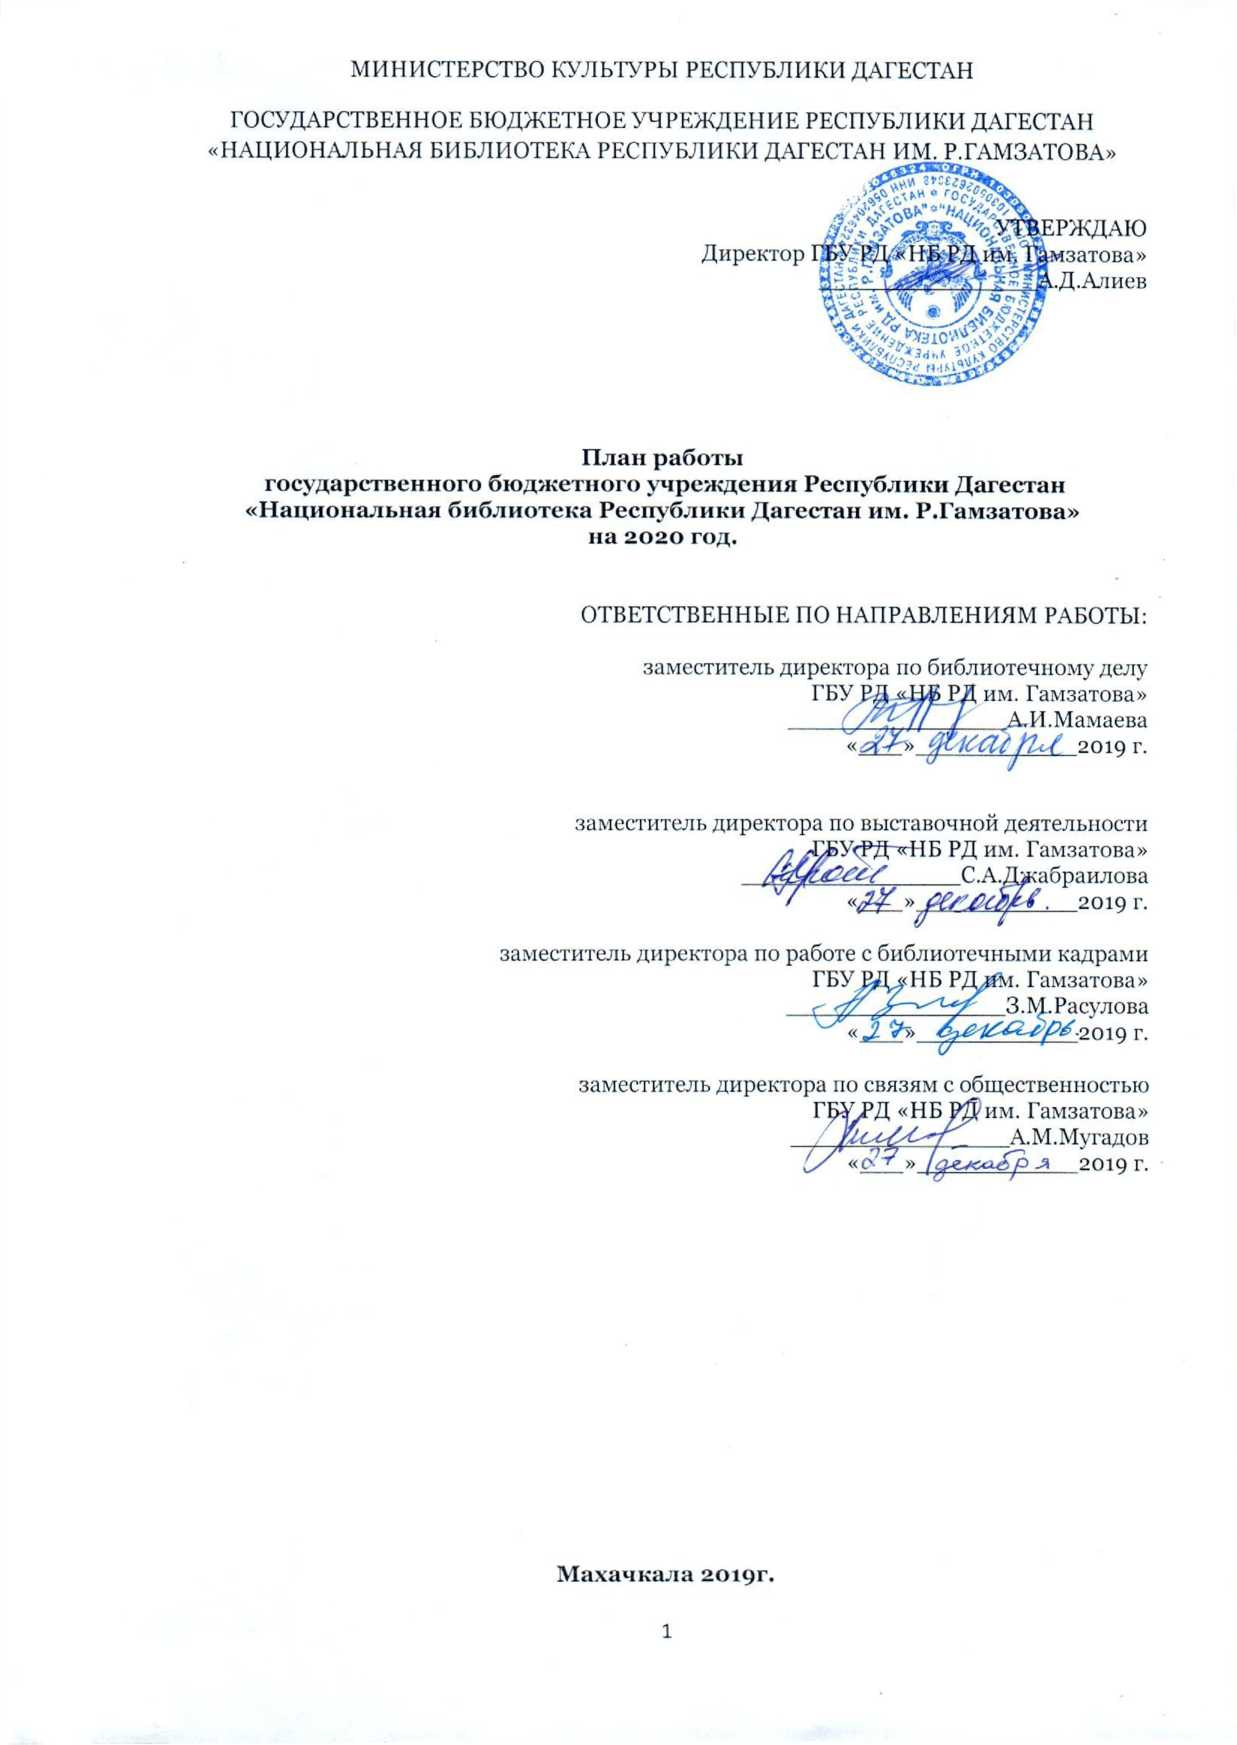 МИНИСТЕРСТВО КУЛЬТУРЫ РЕСПУБЛИКИ ДАГЕСТАН
ГОСУДАРСТВЕННОЕ БЮДЖЕТНОЕ УЧРЕЖДЕНИЕ РЕСПУБЛИКИ ДАГЕСТАН
«НАЦИОНАЛЬНАЯ БИБЛИОТЕКА РЕСПУБЛИКИ ДАГЕСТАН ИМ. Р.ГАМЗАТОВА»
УТВЕРЖДАЮ
Директор ГБУ РД «НБ РД им. Гамзатова»
А.Д.Алиев
План работы
государственного бюджетного учреждения Республики Дагестан
«Национальная библиотека Республики Дагестан им. Р.Гамзатова»
на 2020 год.
ОТВЕТСТВЕННЫЕ ПО НАПРАВЛЕНИЯМ РАБОТЫ:
заместитель директора по библиотечному делу
ГБУ РД «НБ РД им. Гамзатова»
А.И.Мамаева
«27» декабря 2019 г.
заместитель директора по выставочной деятельности
ГБУ РД «НБ РД им. Гамзатова»
С.А.Джабраилова
«27» декабрь. 2019 г.
заместитель директора по работе с библиотечными кадрами
ГБУ РД «НБ РД им. Гамзатова»
З.М.Расулова
«27» декабрь. 2019 г.
заместитель директора по связям с общественностью
ГБУ РД «НБ РД им. Гамзатова»
А.М.Мугадов
«27» декабря 2019 г.
Махачкала 2019г.
1